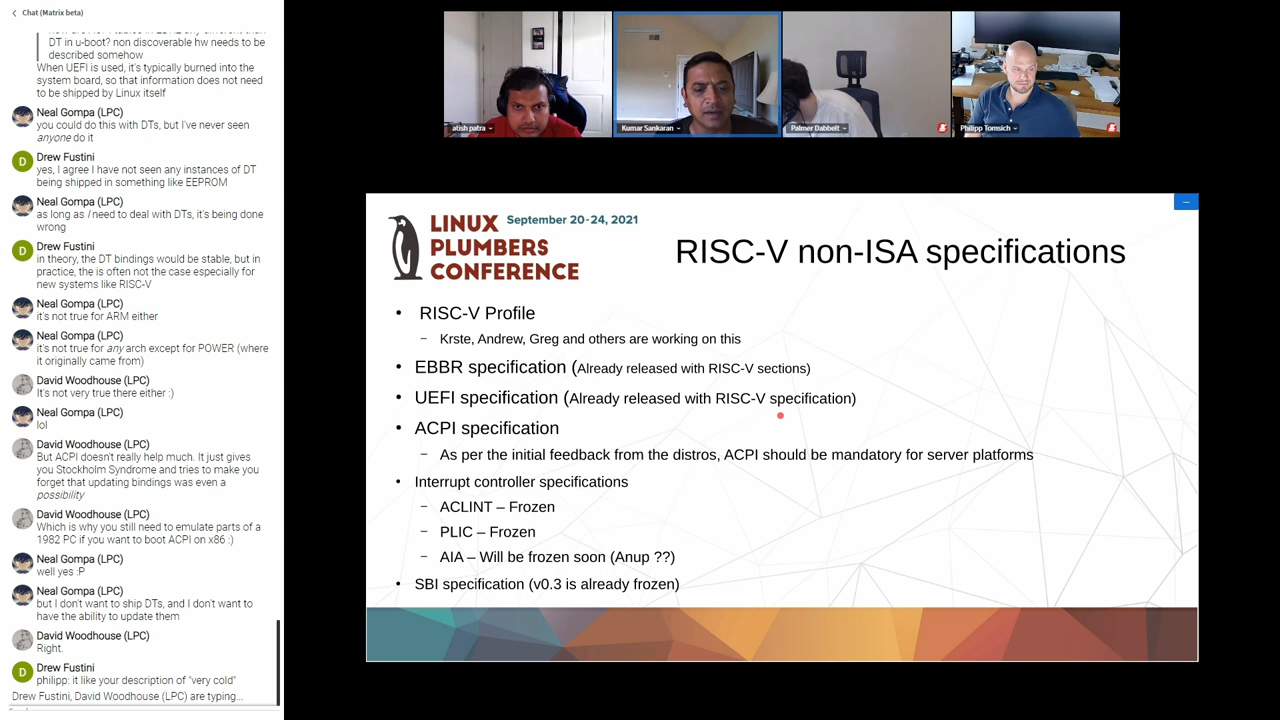 Chat (Matrix beta)
DT in u-boot? non discoverable hw needs to
described somehow
When UEFI is used, it's typically burned into the
system board, so that information does not need
to be shipped by Linux itself
Neal Gompa (LPC)
you could do this with DTs, but I've never seen
anyone do it
Drew Fustini
yes, I agree I have not seen any instances of DT
being shipped in something like EEPROM
Neal Gompa (LPC)
as long as I need to deal with DTs, it's being done
wrong
Drew Fustini
in theory, the DT bindings would be stable, but in
practice, the is often not the case especially for
new systems like RISC-V
Neal Gompa (LPC)
it's not true for ARM either
Neal Gompa (LPC)
it's not true for any arch except for POWER (where
it originally came from)
David Woodhouse (LPC)
It's not very true there either :)
Neal Gompa (LPC)
lol
David Woodhouse (LPC)
But ACPI doesn't really help much. It just gives
you Stockholm Syndrome and tries to make you
forget that updating bindings was even a
possibility
David Woodhouse (LPC)
Which is why you still need to emulate parts of a
1982 PC if you want to boot ACPI on x86 :)
Neal Gompa (LPC)
well yes :P
Neal Gompa (LPC)
but I don't want to ship DTs, and I don't want to
have the ability to update them
David Woodhouse (LPC)
Right.
Drew Fustini
philipp: it like your description of "very cold"
Drew Fustini, David Woodhouse (LPC) are typing...
atish patra
Kumar Sankaran
Palmer Dabbelt
Philipp Tomsich
LINUX September 20-24, 2021
PLUMBERS
CONFERENCE
RISC-V non-ISA specifications
• RISC-V Profile
– Krste, Andrew, Greg and others are working on this
• EBBR specification (Already released with RISC-V sections)
• UEFI specification (Already released with RISC-V specification)
• ACPI specification
– As per the initial feedback from the distros, ACPI should be mandatory for server platforms
• Interrupt controller specifications
– ACLINT – Frozen
– PLIC – Frozen
– AIA – Will be frozen soon (Anup ??)
• SBI specification (v0.3 is already frozen)